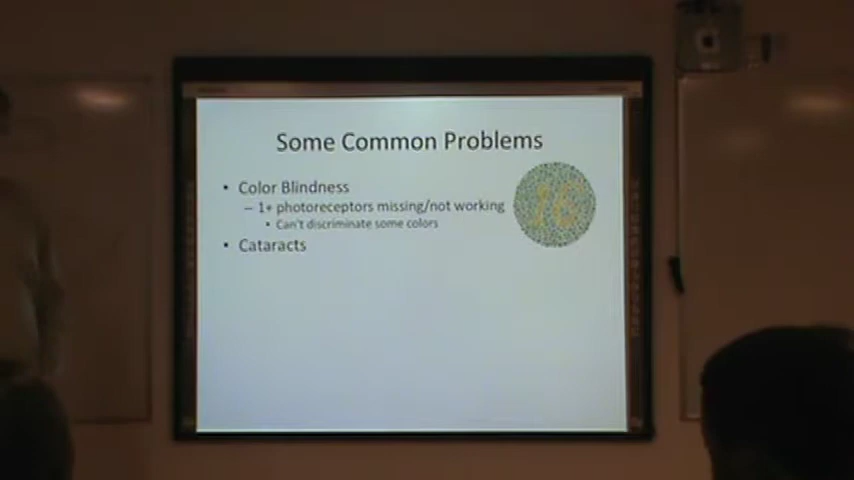 Some Common Problems
• Color Blindness
– 1+ photoreceptors missing/not working
• Can't discriminate some colors
• Cataracts
16